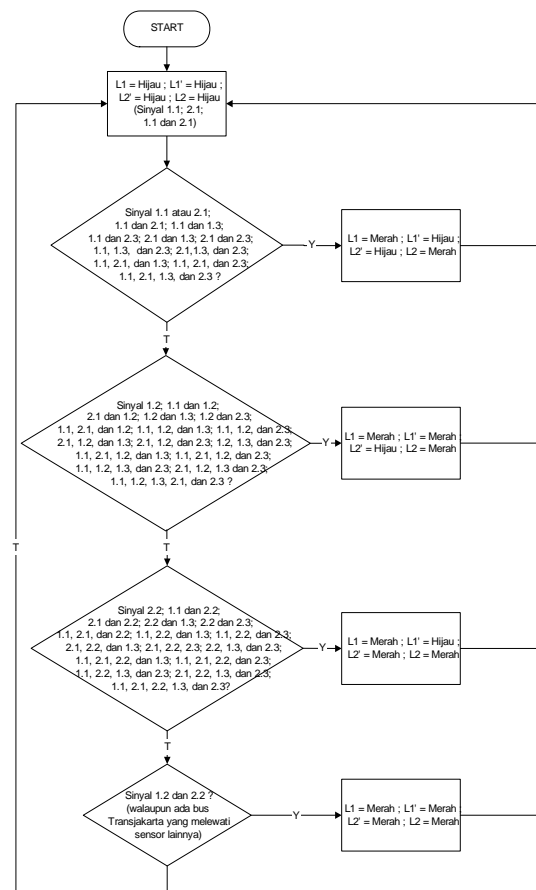 START
L1 = Hijau ; L1' = Hijau ;
L2' = Hijau ; L2 = Hijau
(Sinyal 1.1; 2.1;
1.1 dan 2.1)
Sinyal 1.1 atau 2.1;
1.1 dan 2.1; 1.1 dan 1.3;
1.1 dan 2.3; 2.1 dan 1.3; 2.1 dan 2.3;
1.1, 1.3, dan 2.3; 2.1,1.3, dan 2.3;
1.1, 2.1, dan 1.3; 1.1, 2.1, dan 2.3;
1.1, 2.1, 1.3, dan 2.3 ?
Y
L1 = Merah ; L1' = Hijau ;
L2' = Hijau ; L2 = Merah
T
Sinyal 1.2; 1.1 dan 1.2;
2.1 dan 1.2; 1.2 dan 1.3; 1.2 dan 2.3;
1.1, 2.1, dan 1.2; 1.1, 1.2, dan 1.3; 1.1, 1.2, dan 2.3;
2.1, 1.2, dan 1.3; 2.1, 1.2, dan 2.3; 1.2, 1.3, dan 2.3;
1.1, 2.1, 1.2, dan 1.3; 1.1, 2.1, 1.2, dan 2.3;
1.1, 1.2, 1.3, dan 2.3; 2.1, 1.2, 1.3 dan 2.3;
1.1, 1.2, 1.3, 2.1, dan 2.3 ?
Y
L1 = Merah ; L1' = Merah ;
L2' = Hijau ; L2 = Merah
T
T
Sinyal 2.2; 1.1 dan 2.2;
2.1 dan 2.2; 2.2 dan 1.3; 2.2 dan 2.3;
1.1, 2.1, dan 2.2; 1.1, 2.2, dan 1.3; 1.1, 2.2, dan 2.3;
2.1, 2.2, dan 1.3; 2.1, 2.2, 2.3; 2.2, 1.3, dan 2.3;
1.1, 2.1, 2.2, dan 1.3; 1.1, 2.1, 2.2, dan 2.3;
1.1, 2.2, 1.3, dan 2.3; 2.1, 2.2, 1.3, dan 2.3;
1.1, 2.1, 2.2, 1.3, dan 2.3?
Y
L1 = Merah ; L1' = Hijau ;
L2' = Merah ; L2 = Merah
T
Sinyal 1.2 dan 2.2 ?
(walaupun ada bus
Transjakarta yang melewati
sensor lainnya)
Y
L1 = Merah ; L1' = Merah ;
L2' = Merah ; L2 = Merah